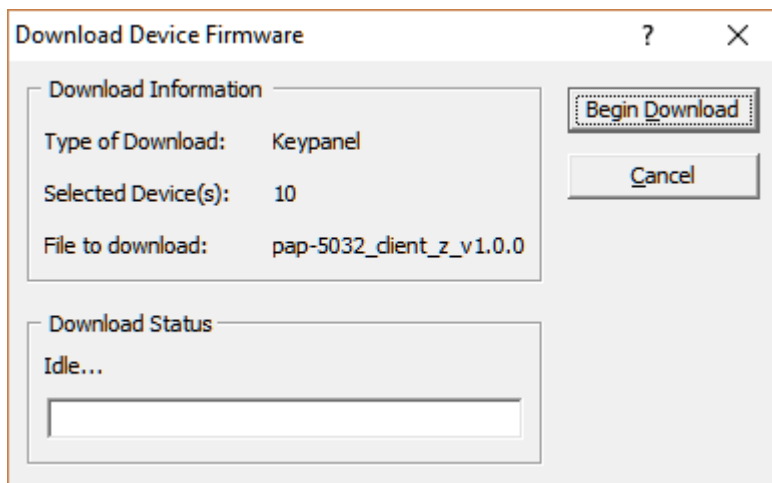 Download Device Firmware
?
Download Information
Begin Download
Type of Download: Keypanel
Cancel
Selected Device(s): 10
File to download: pap-5032_client_z_v1.0.0
Download Status
Idle...